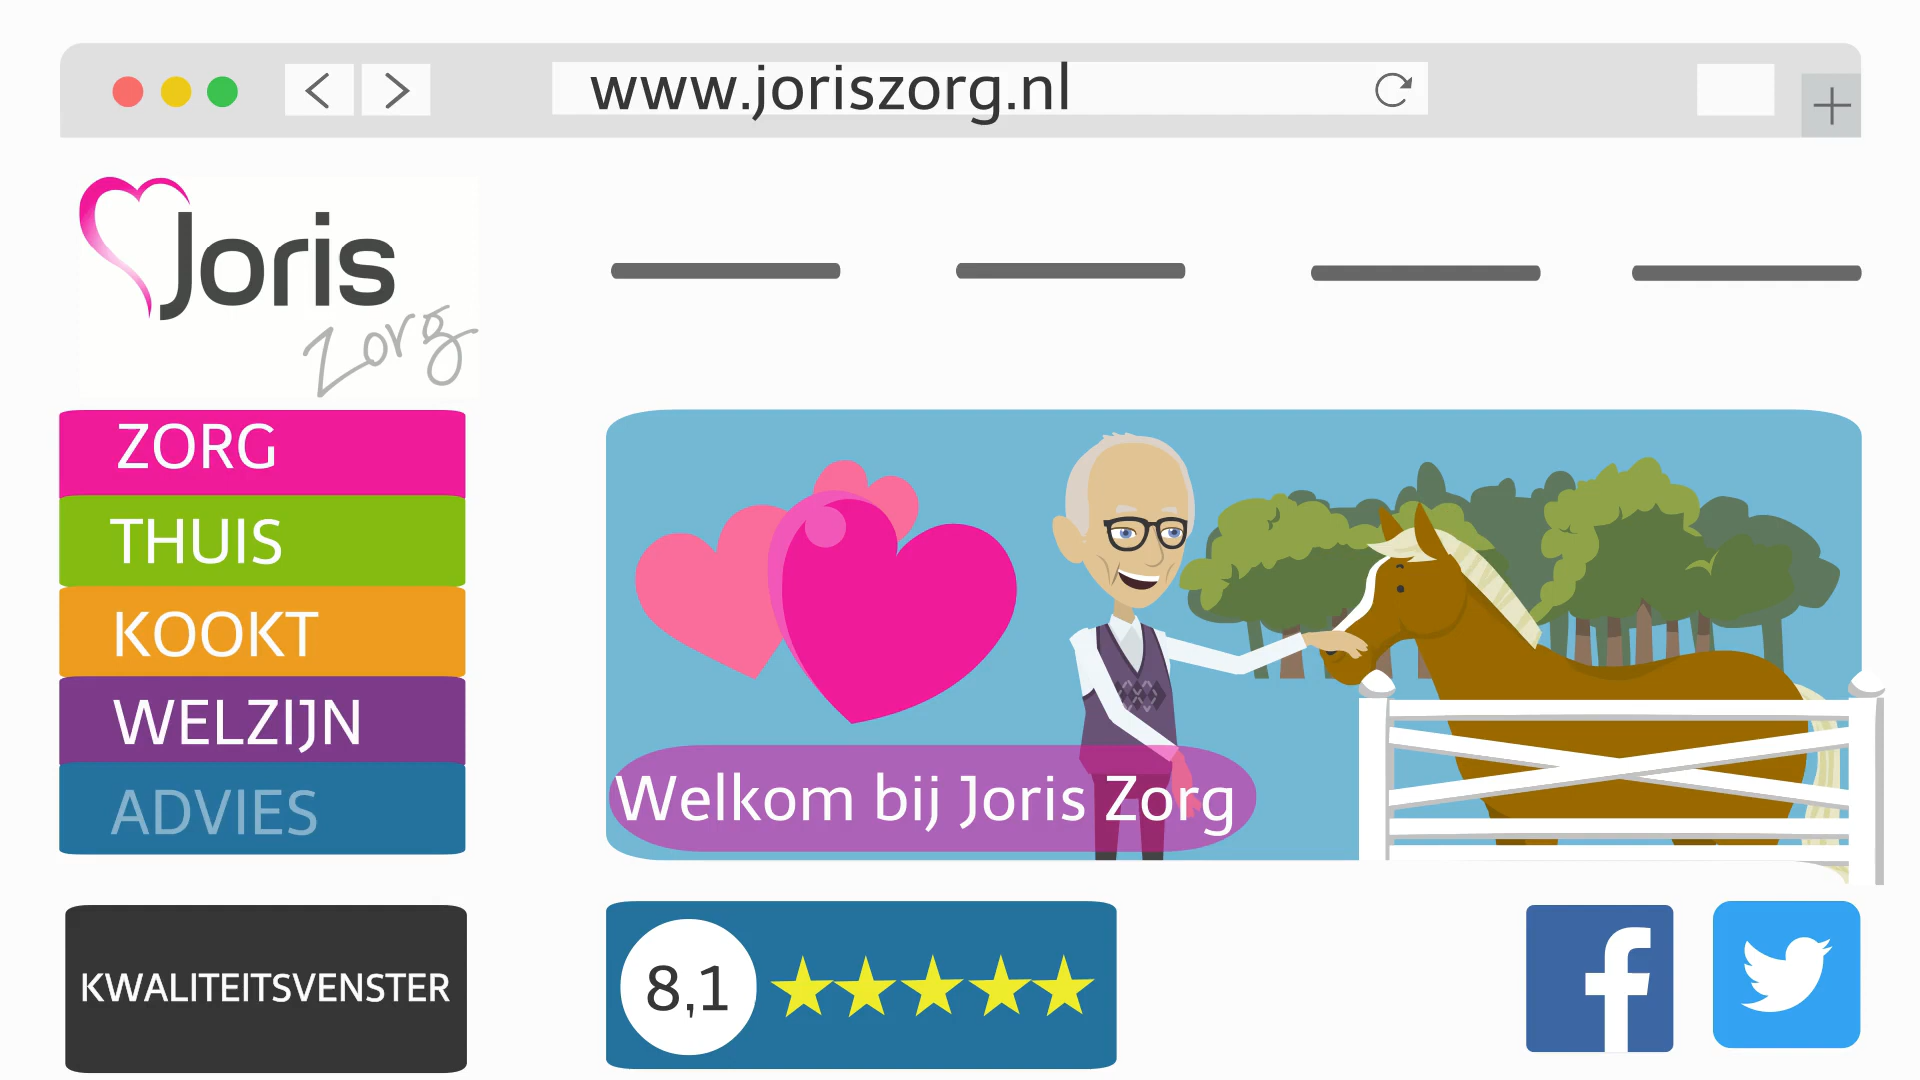 www.joriszorg.nl
Joris
Zorg
ZORG
THUIS
KOOKT
WELZIJN
ADVIES
Welkom bij Joris Zorg
KWALITEITSVENSTER
8,1